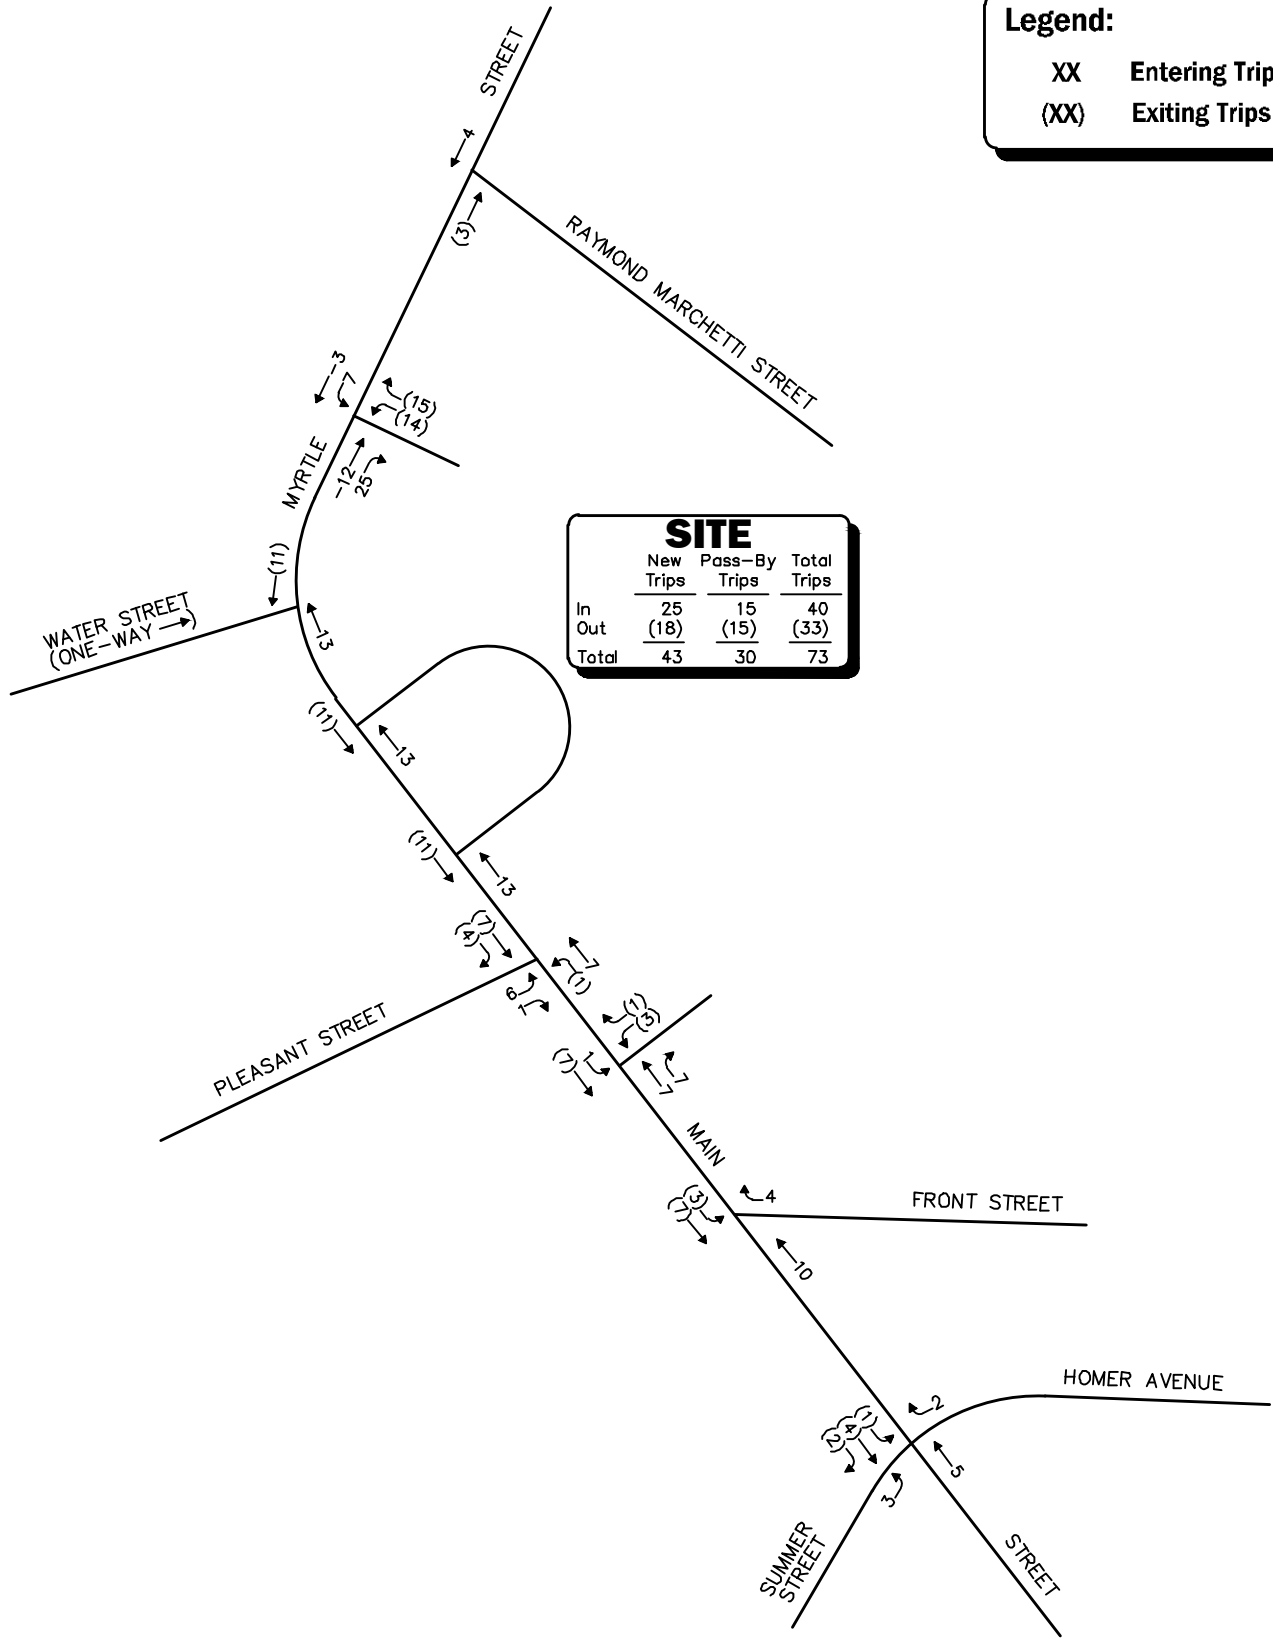 Legend:
XX Entering Trip
(XX) Exiting Trips
STREET
4
(3)
RAYMOND MARCHETTI STREET
-3
7
(15)
(14)
-12
25
MYRTLE
(11)
WATER STREET
(ONE-WAY →)
13
SITE
New Pass-By Total
Trips Trips Trips
In 25 15 40
Out (18) (15) (33)
Total 43 30 73
(11)
13
(11)
13
(7)
(4)
7
(1)
6
1
PLEASANT STREET
(1)
(3)
(7)
1
7
7
MAIN
(3)
(7)
4
FRONT STREET
10
HOMER AVENUE
2
(1)
(4)
(2)
5
3
SUMMER
STREET
STREET